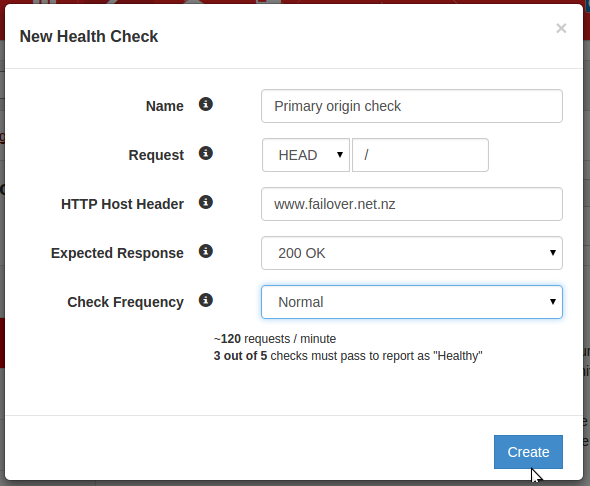 New Health Check ×
Name Primary origin check
Request HEAD /
HTTP Host Header www.failover.net.nz
Expected Response 200 OK
Check Frequency Normal
~120 requests / minute
3 out of 5 checks must pass to report as "Healthy"
Create